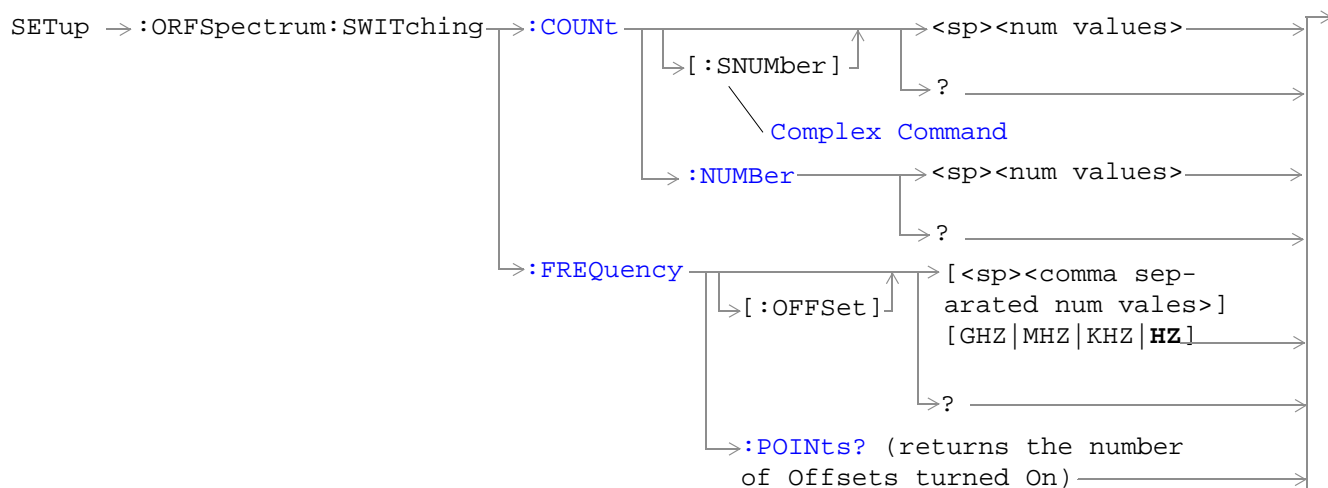 SETup :ORFSpectrum:SWITching :COUNt <sp><num values>
[:SNUMber]
?
Complex Command
:NUMBer <sp><num values>
?
:FREQuency [<sp><comma sep-
[:OFFSet] arated num vales>]
[GHZ|MHZ|KHZ|HZ]
?
:POINts? (returns the number
of Offsets turned On)